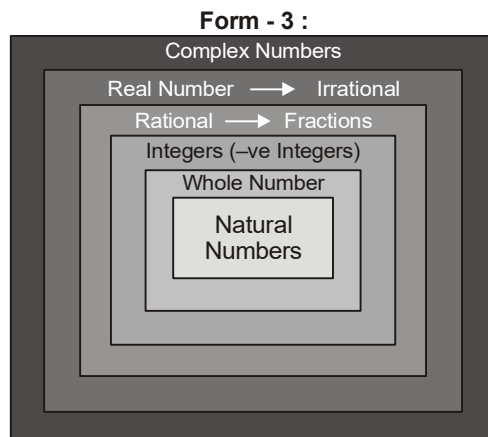 Form - 3 :
Complex Numbers
Real Number → Irrational
Rational → Fractions
Integers (–ve Integers)
Whole Number
Natural
Numbers